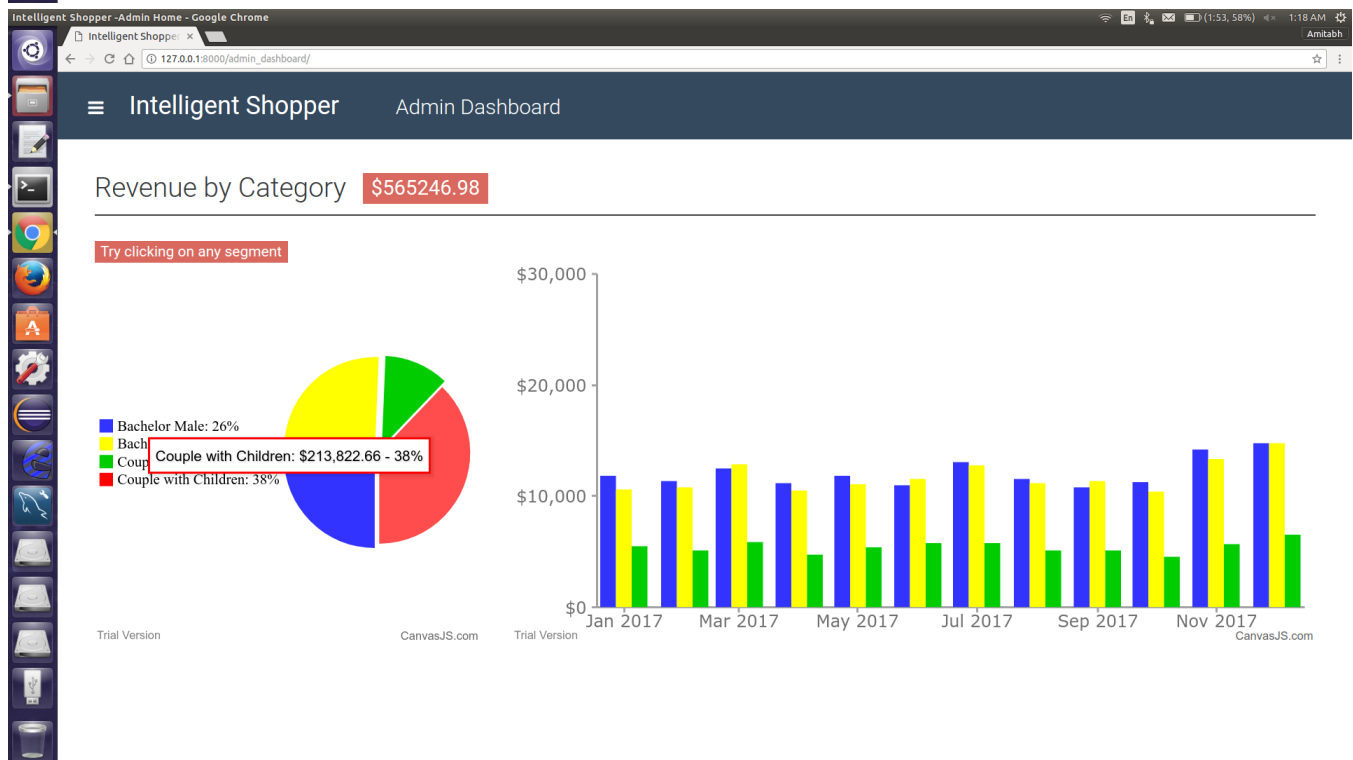 Intelligent Shopper -Admin Home - Google Chrome
En
(1:53, 58%)
1:18 AM
Intelligent Shopper ×
Amitabh
127.0.0.1:8000/admin_dashboard/
Intelligent Shopper
Admin Dashboard
Revenue by Category
$565246.98
Try clicking on any segment
Bachelor Male: 26%
Bach
Coup
Couple with Children: 38%
Couple with Children: $213,822.66 - 38%
Trial Version
CanvasJS.com
$30,000
$20,000
$10,000
$0
Jan 2017
Mar 2017
May 2017
Jul 2017
Sep 2017
Nov 2017
Trial Version
CanvasJS.com